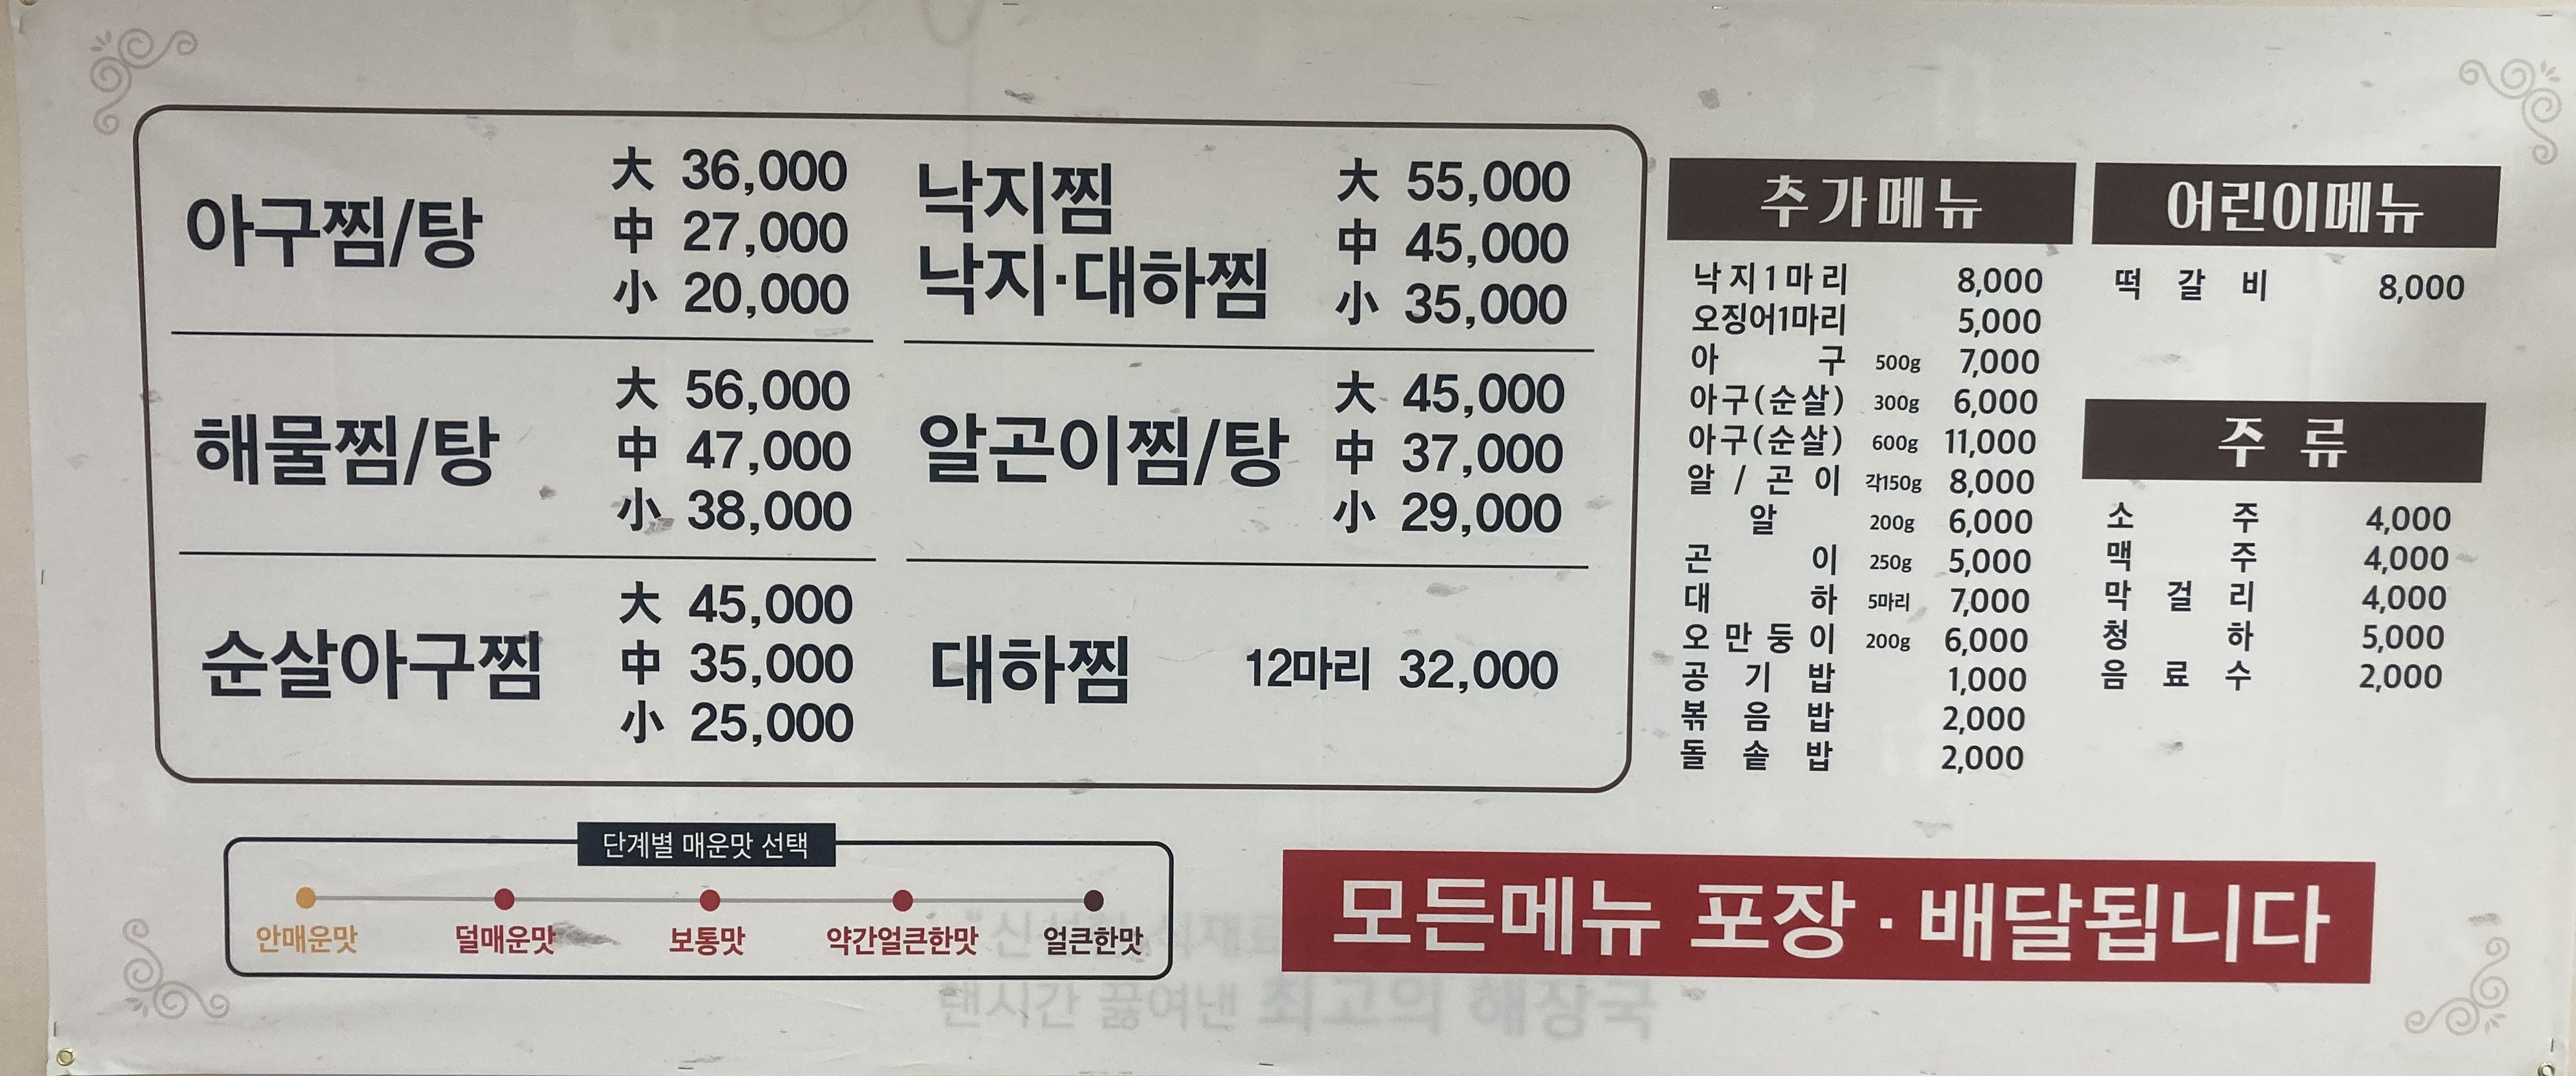 아구찜/탕
大 36,000
中 27,000
小 20,000
낙지찜
낙지·대하찜
大 55,000
中 45,000
小 35,000
해물찜/탕
大 56,000
中 47,000
小 38,000
알곤이찜/탕
大 45,000
中 37,000
小 29,000
순살아구찜
大 45,000
中 35,000
小 25,000
대하찜 12마리 32,000
추가메뉴
낙지1마리 8,000
오징어1마리 5,000
아구 500g 7,000
아구(순살) 300g 6,000
아구(순살) 600g 11,000
알/곤이 각150g 8,000
알 200g 6,000
곤이 250g 5,000
대하 5마리 7,000
오만둥이 200g 6,000
공기밥 1,000
볶음밥 2,000
돌솥밥 2,000
어린이메뉴
떡갈비 8,000
주류
소주 4,000
맥주 4,000
막걸리 4,000
청하 5,000
음료수 2,000
단계별 매운맛 선택
안매운맛 덜매운맛 보통맛 약간얼큰한맛 얼큰한맛
모든메뉴 포장·배달됩니다
끓여낸 최고의 해장국